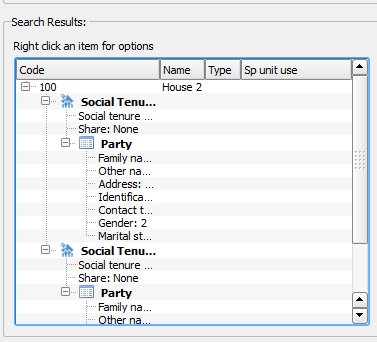 Search Results:
Right click an item for options
Code Name Type Sp unit use
100 House 2
Social Tenu...
Social tenure ...
Share: None
Party
Family na...
Other na...
Address: ...
Identifica...
Contact t...
Gender: 2
Marital st...
Social Tenu...
Social tenure ...
Share: None
Party
Family na...
Other na...